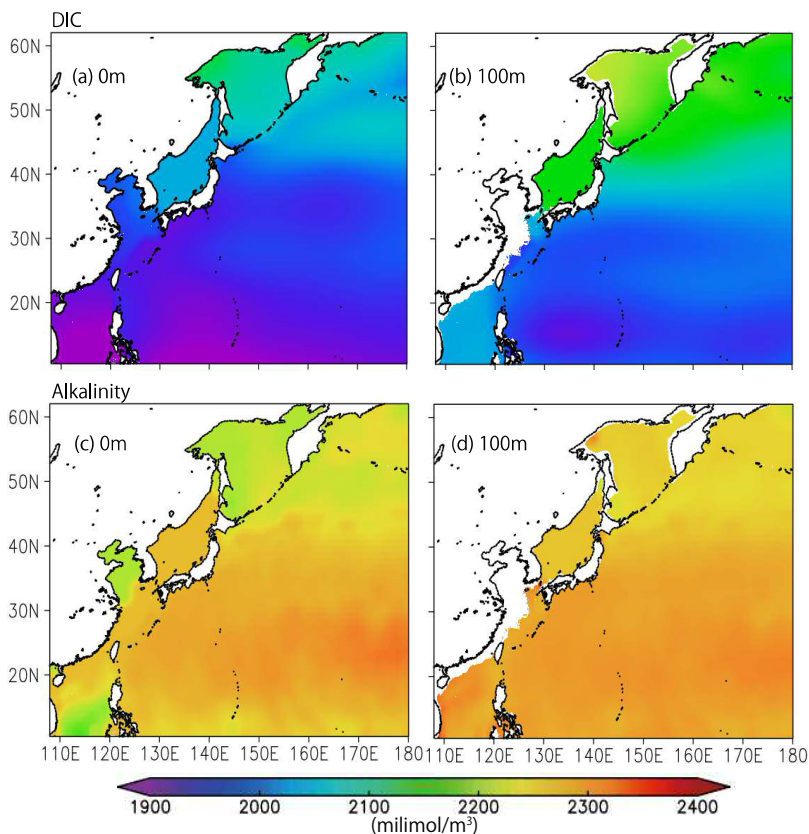 DIC
60N
50N
40N
30N
20N
(a) 0m
(b) 100m
Alkalinity
60N
50N
40N
30N
20N
(c) 0m
(d) 100m
110E 120E 130E 140E 150E 160E 170E 180
110E 120E 130E 140E 150E 160E 170E 180
1900 2000 2100 2200 2300 2400
(milimol/m³)